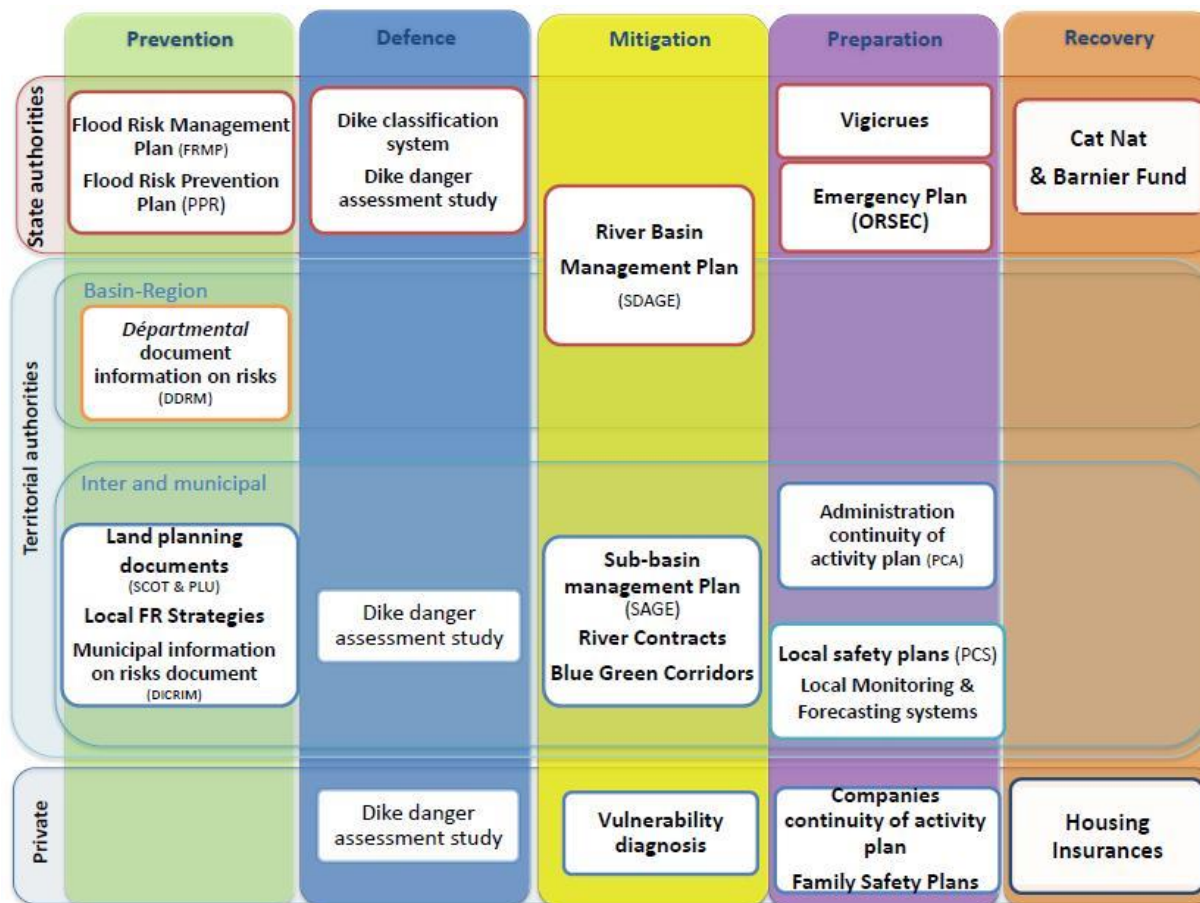 Prevention
Defence
Mitigation
Preparation
Recovery
State authorities
Flood Risk Management
Plan (FRMP)
Flood Risk Prevention
Plan (PPR)
Dike classification
system
Dike danger
assessment study
River Basin
Management Plan
(SDAGE)
Vigicrues
Emergency Plan
(ORSEC)
Cat Nat
& Barnier Fund
Territorial authorities
Basin-Region
Départmental
document
information on risks
(DDRM)
Inter and municipal
Land planning
documents
(SCOT & PLU)
Local FR Strategies
Municipal information
on risks document
(DICRIM)
Dike danger
assessment study
Sub-basin
management Plan
(SAGE)
River Contracts
Blue Green Corridors
Administration
continuity of
activity plan (PCA)
Local safety plans (PCS)
Local Monitoring &
Forecasting systems
Private
Dike danger
assessment study
Vulnerability
diagnosis
Companies
continuity of activity
plan
Family Safety Plans
Housing
Insurances